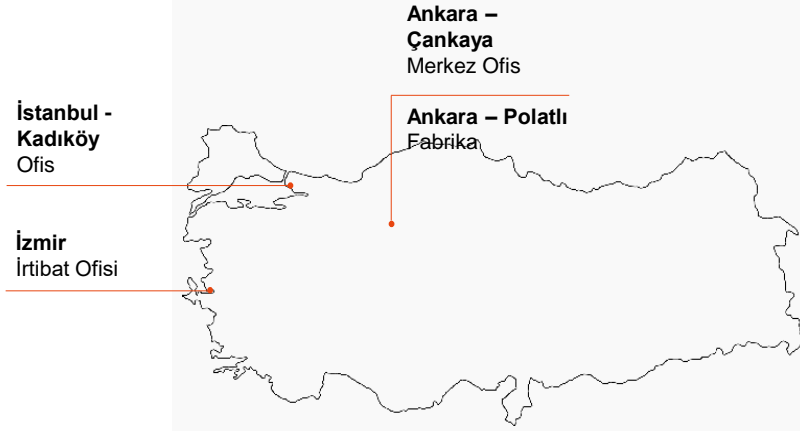 Ankara –
Çankaya
Merkez Ofis
Ankara – Polatlı
Fabrika
İstanbul -
Kadıköy
Ofis
İzmir
İrtibat Ofisi